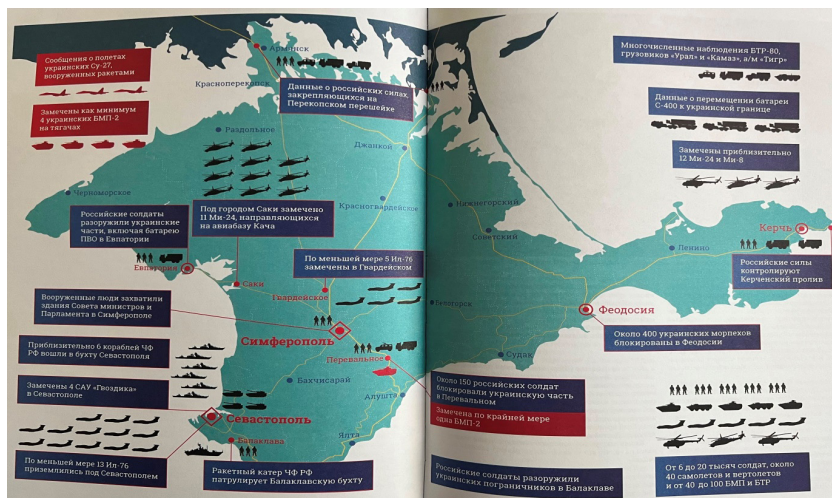 Сообщения о полетах
украинских Су-27,
вооруженных ракетами
Замечены как минимум
4 украинских БМП-2
на тягачах
Армянск
Красноперекопск
Данные о российских силах,
закрепляющихся на
Перекопском перешейке
Раздольное
Джанкой
Черноморское
Под городом Саки замечено
11 Ми-24, направляющихся
на авиабазу Кача
Красногвардейское
Российские солдаты
разоружили украинские
части, включая батарею
ПВО в Евпатории
Евпатория
Саки
По меньшей мере 5 Ил-76
замечены в Гвардейском
Гвардейское
Вооруженные люди захватили
здания Совета министров и
Парламента в Симферополе
Симферополь
Приблизительно 6 кораблей ЧФ
РФ вошли в бухту Севастополя
Перевальное
Замечены 4 САУ «Гвоздика»
в Севастополе
Бахчисарай
Алушта
Севастополь
Балаклава
Ялта
По меньшей мере 13 Ил-76
приземлились под Севастополем
Ракетный катер ЧФ РФ
патрулирует Балаклавскую бухту
Многочисленные наблюдения БТР-80,
грузовиков «Урал» и «Камаз», а/м «Тигр»
Данные о перемещении батареи
С-400 к украинской границе
Замечены приблизительно
12 Ми-24 и Ми-8
Нижнегорский
Советский
Ленино
Керчь
Российские силы
контролируют
Керченский пролив
Белогорск
Феодосия
Около 400 украинских морпехов
блокированы в Феодосии
Судак
Около 150 российских солдат
блокировали украинскую часть
в Перевальном
Замечена по крайней мере
одна БМП-2
Российские солдаты разоружили
украинских пограничников в Балаклаве
От 6 до 20 тысяч солдат, около
40 самолетов и вертолетов
и от 40 до 100 БМП и БТР